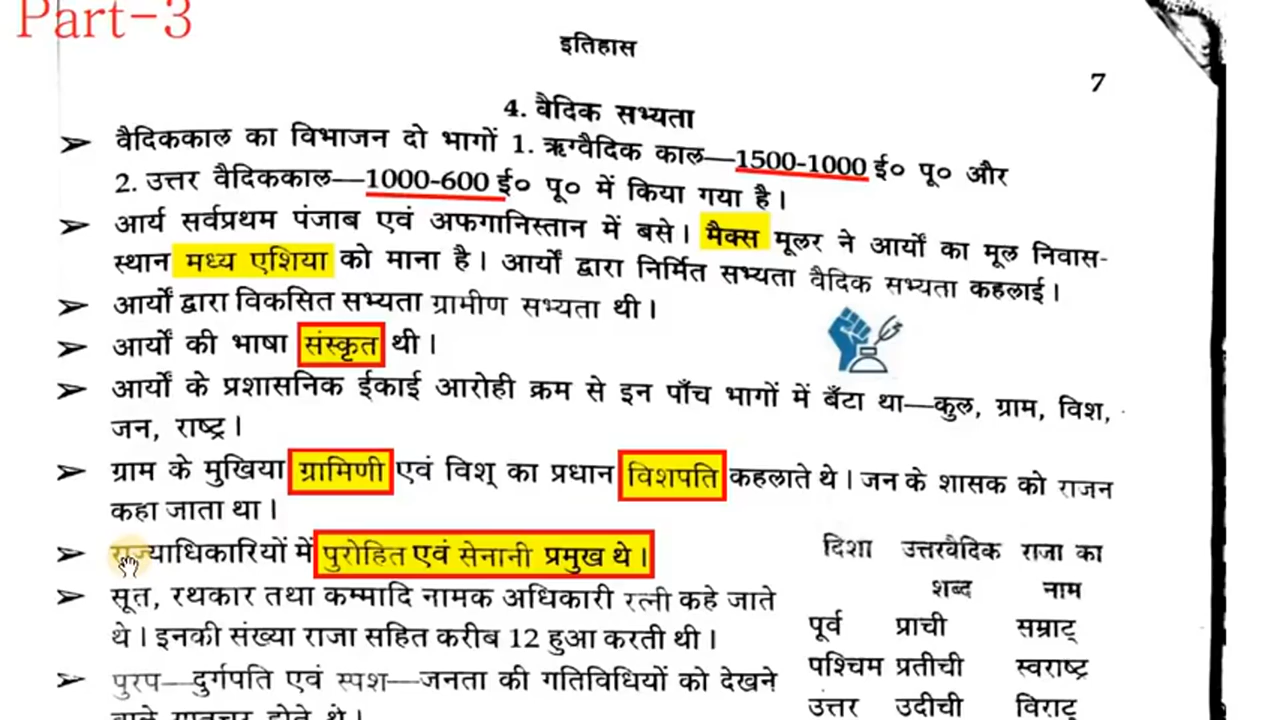 Part-3
इतिहास
7
4. वैदिक सभ्यता
➢ वैदिककाल का विभाजन दो भागों 1. ऋग्वैदिक काल—1500-1000 ई० पू० और
2. उत्तर वैदिककाल—1000-600 ई० पू० में किया गया है।
➢ आर्य सर्वप्रथम पंजाब एवं अफगानिस्तान में बसे। मैक्स मूलर ने आर्यों का मूल निवास-
स्थान मध्य एशिया को माना है। आर्यों द्वारा निर्मित सभ्यता वैदिक सभ्यता कहलाई।
➢ आर्यों द्वारा विकसित सभ्यता ग्रामीण सभ्यता थी।
➢ आर्यों की भाषा संस्कृत थी।
➢ आर्यों के प्रशासनिक ईकाई आरोही क्रम से इन पाँच भागों में बँटा था—कुल, ग्राम, विश,
जन, राष्ट्र।
➢ ग्राम के मुखिया ग्रामिणी एवं विश् का प्रधान विशपति कहलाते थे। जन के शासक को राजन
कहा जाता था।
➢ राज्याधिकारियों में पुरोहित एवं सेनानी प्रमुख थे।
➢ सूत, रथकार तथा कम्मादि नामक अधिकारी रत्नी कहे जाते
थे। इनकी संख्या राजा सहित करीब 12 हुआ करती थी।
➢ पुरप—दुर्गपति एवं स्पश—जनता की गतिविधियों को देखने
वाले गुप्तचर होते थे।
दिशा उत्तरवैदिक राजा का
शब्द नाम
पूर्व प्राची सम्राट्
पश्चिम प्रतीची स्वराष्ट्र
उत्तर उदीची विराट्